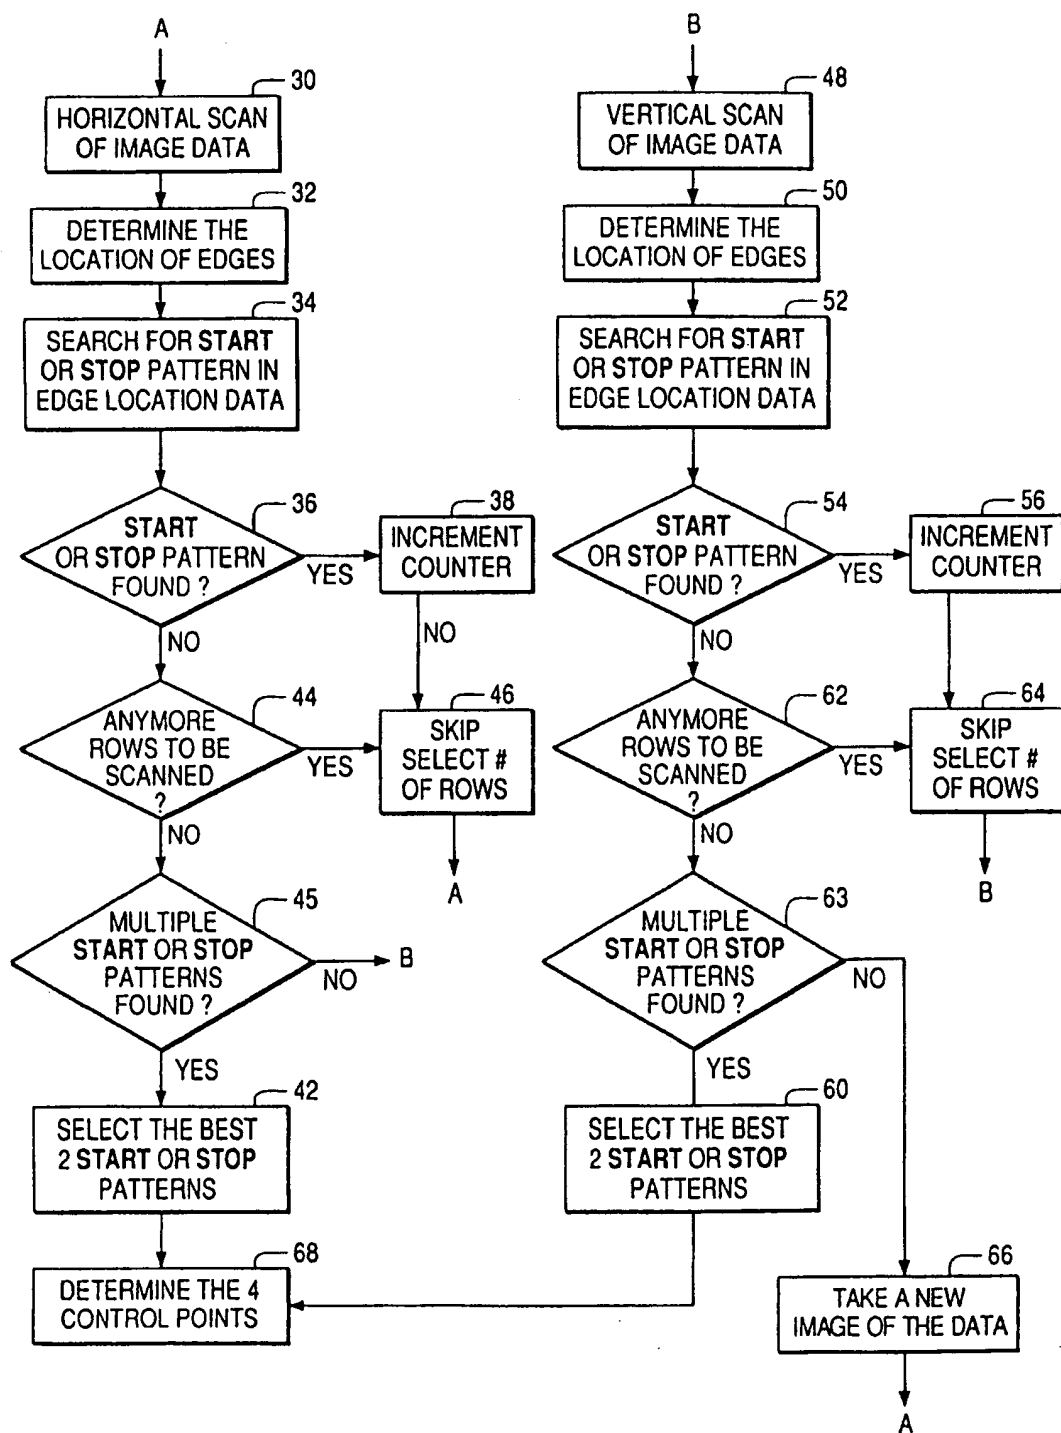 A
30
HORIZONTAL SCAN
OF IMAGE DATA
32
DETERMINE THE
LOCATION OF EDGES
34
SEARCH FOR START
OR STOP PATTERN IN
EDGE LOCATION DATA
36
START
OR STOP PATTERN
FOUND ?
YES
38
INCREMENT
COUNTER
NO
NO
44
ANYMORE
ROWS TO BE
SCANNED
?
YES
46
SKIP
SELECT #
OF ROWS
A
NO
45
MULTIPLE
START OR STOP
PATTERNS
FOUND ?
NO
B
YES
42
SELECT THE BEST
2 START OR STOP
PATTERNS
68
DETERMINE THE 4
CONTROL POINTS
B
48
VERTICAL SCAN
OF IMAGE DATA
50
DETERMINE THE
LOCATION OF EDGES
52
SEARCH FOR START
OR STOP PATTERN IN
EDGE LOCATION DATA
54
START
OR STOP PATTERN
FOUND ?
YES
56
INCREMENT
COUNTER
NO
62
ANYMORE
ROWS TO BE
SCANNED
?
YES
64
SKIP
SELECT #
OF ROWS
B
NO
63
MULTIPLE
START OR STOP
PATTERNS
FOUND ?
NO
YES
60
SELECT THE BEST
2 START OR STOP
PATTERNS
66
TAKE A NEW
IMAGE OF THE DATA
A